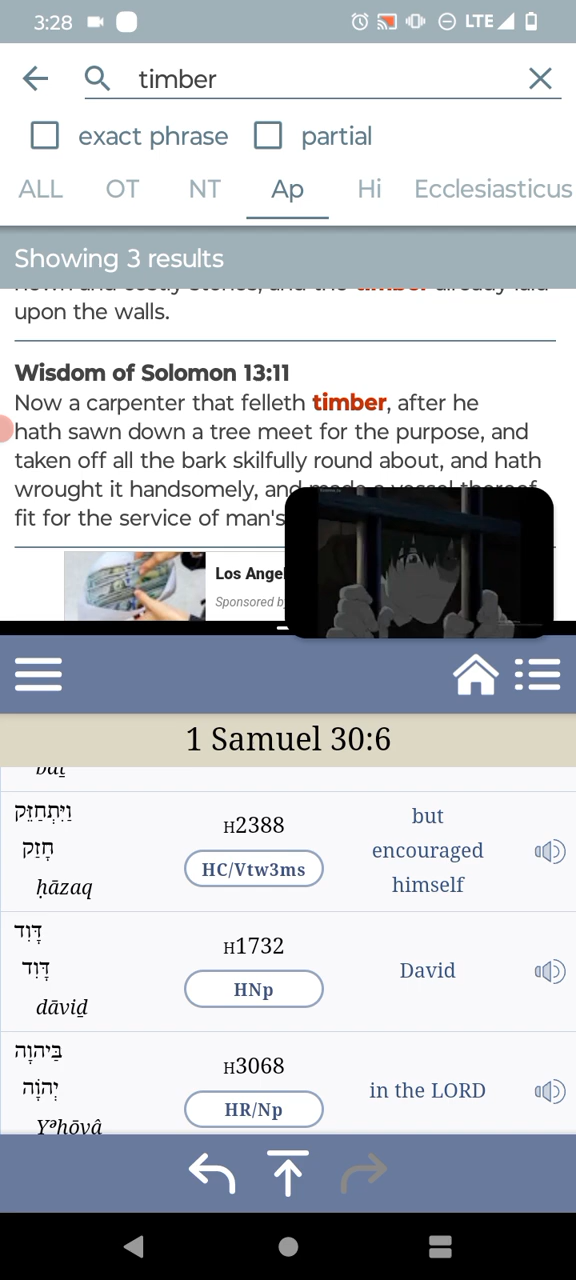 3:28 LTE
timber
exact phrase partial
ALL OT NT Ap Hi Ecclesiasticus
Showing 3 results
upon the walls.
Wisdom of Solomon 13:11
Now a carpenter that felleth timber, after he
hath sawn down a tree meet for the purpose, and
taken off all the bark skilfully round about, and hath
wrought it handsomely, and made a vessel thereof
fit for the service of man's
Los Angel
Sponsored b
1 Samuel 30:6
וַיִּתְחַזֵּק
חָזַק
ḥāzaq
H2388
HC/Vtw3ms
but
encouraged
himself
דָּוִד
דָּוִד
dāviḏ
H1732
HNp
David
בַּיהוָה
יְהוָֹה
Yᵊhōvâ
H3068
HR/Np
in the LORD